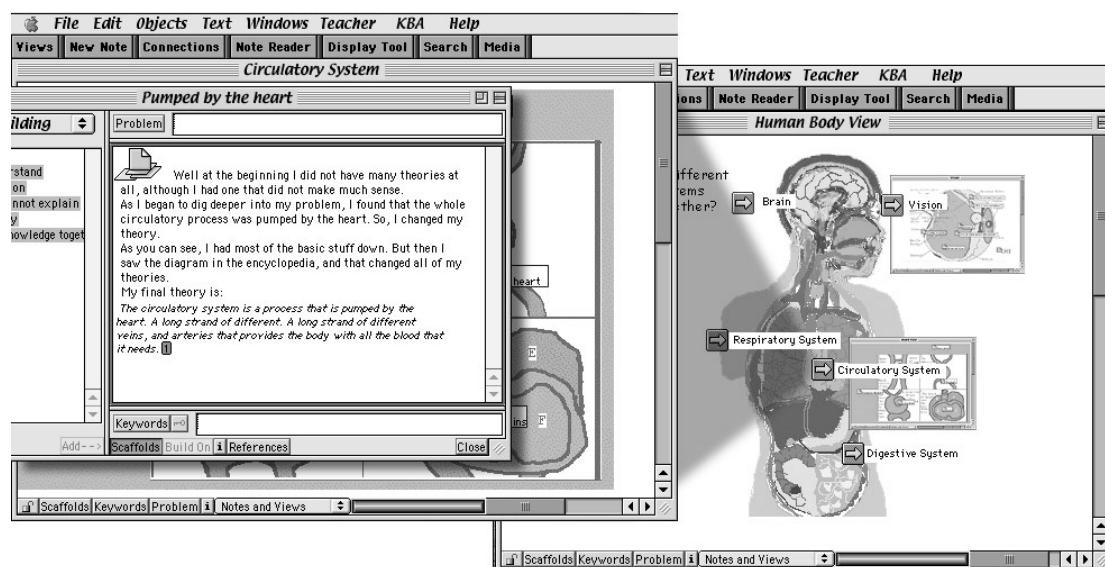 File Edit Objects Text Windows Teacher KBA Help
Views New Note Connections Note Reader Display Tool Search Media
Circulatory System
Pumped by the heart
ilding
Problem
rstand
on
nnot explain
y
nowledge toget
Well at the beginning I did not have many theories at
all, although I had one that did not make much sense.
As I began to dig deeper into my problem, I found that the whole
circulatory process was pumped by the heart. So, I changed my
theory.
As you can see, I had most of the basic stuff down. But then I
saw the diagram in the encyclopedia, and that changed all of my
theories.
My final theory is:
The circulatory system is a process that is pumped by the
heart. A long strand of different. A long strand of different
veins, and arteries that provides the body with all the blood that
it needs. 1
heart
E
ins F
Keywords
Add-->
Scaffolds Build On i References Close
Scaffolds Keywords Problem i Notes and Views
Text Windows Teacher KBA Help
ions Note Reader Display Tool Search Media
Human Body View
ifferent
tems
ther?
Brain
Vision
Respiratory System
Circulatory System
Digestive System
Scaffolds Keywords Problem i Notes and Views